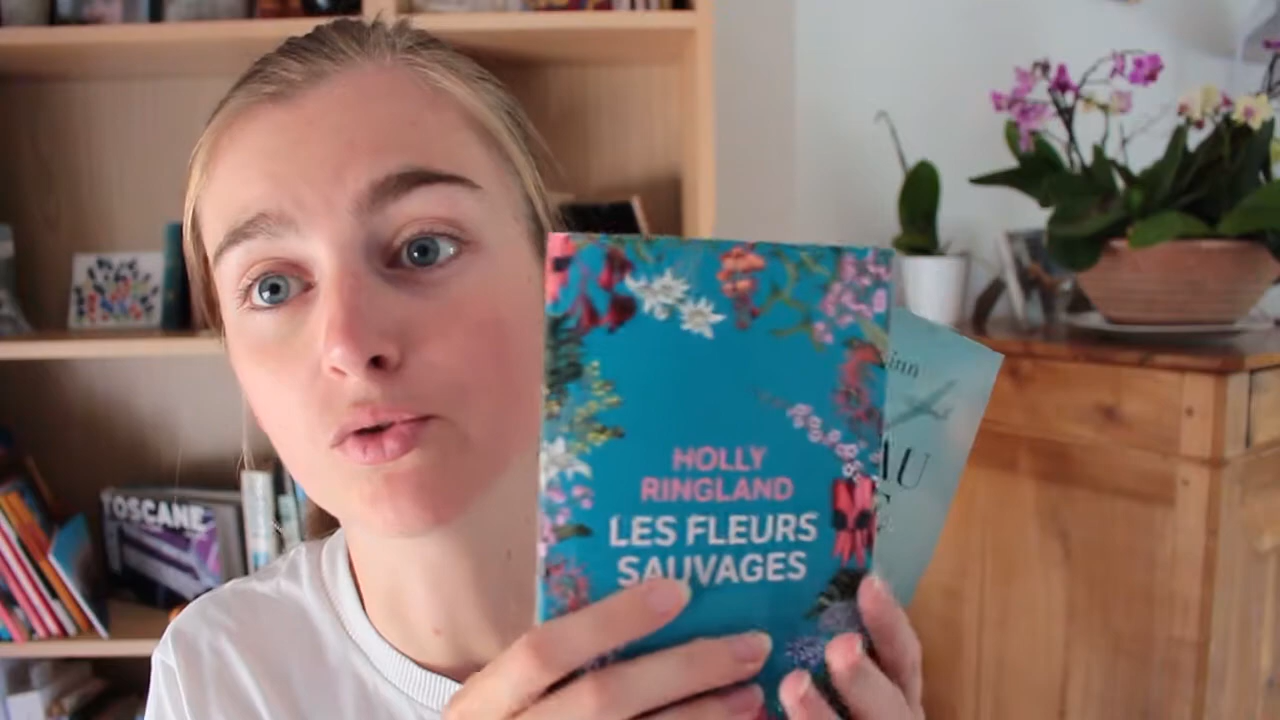 HOLLY
RINGLAND
LES FLEURS
SAUVAGES
TOSCANE